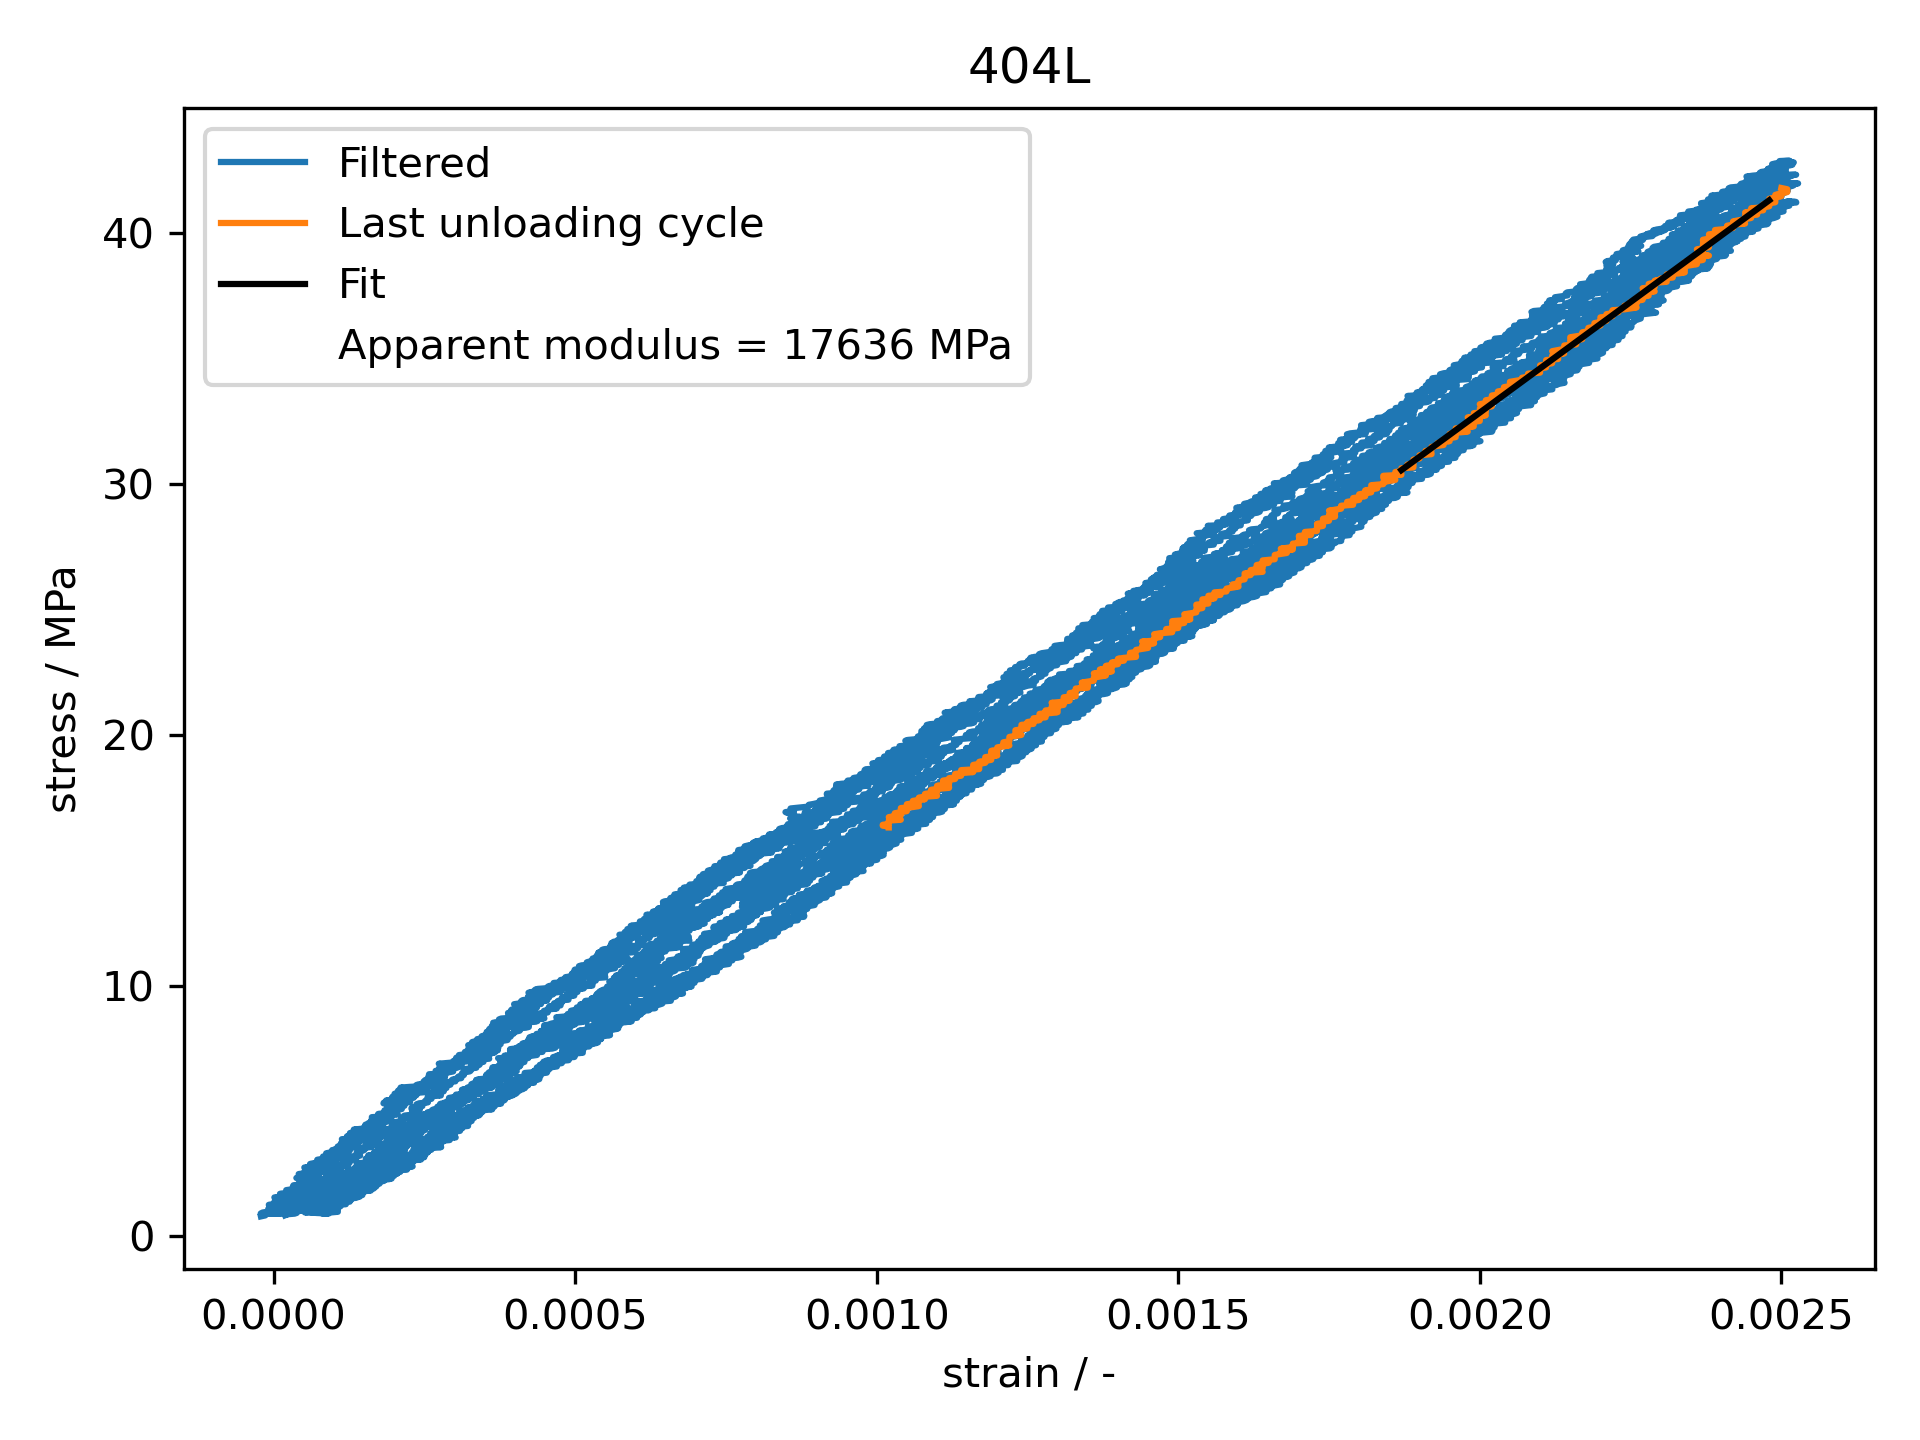 404L
Filtered
Last unloading cycle
Fit
Apparent modulus = 17636 MPa
40
30
20
10
0
stress / MPa
0.0000 0.0005 0.0010 0.0015 0.0020 0.0025
strain / -